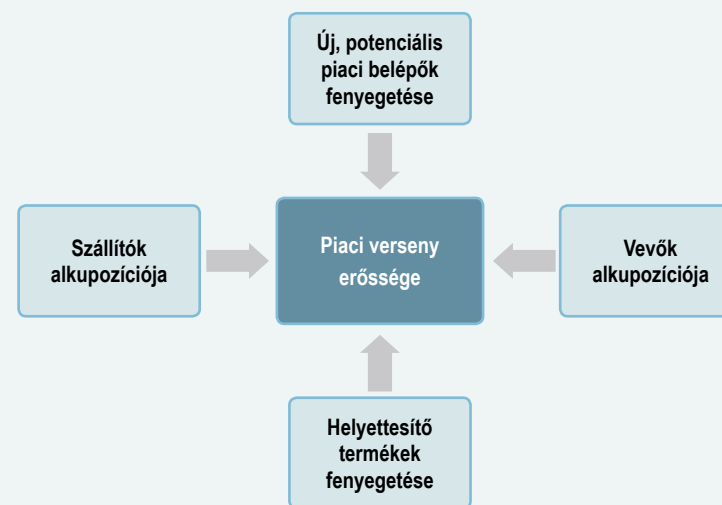 Új, potenciális
piaci belépők
fenyegetése
Szállítók
alkupozíciója
Piaci verseny
erőssége
Vevők
alkupozíciója
Helyettesítő
termékek
fenyegetése